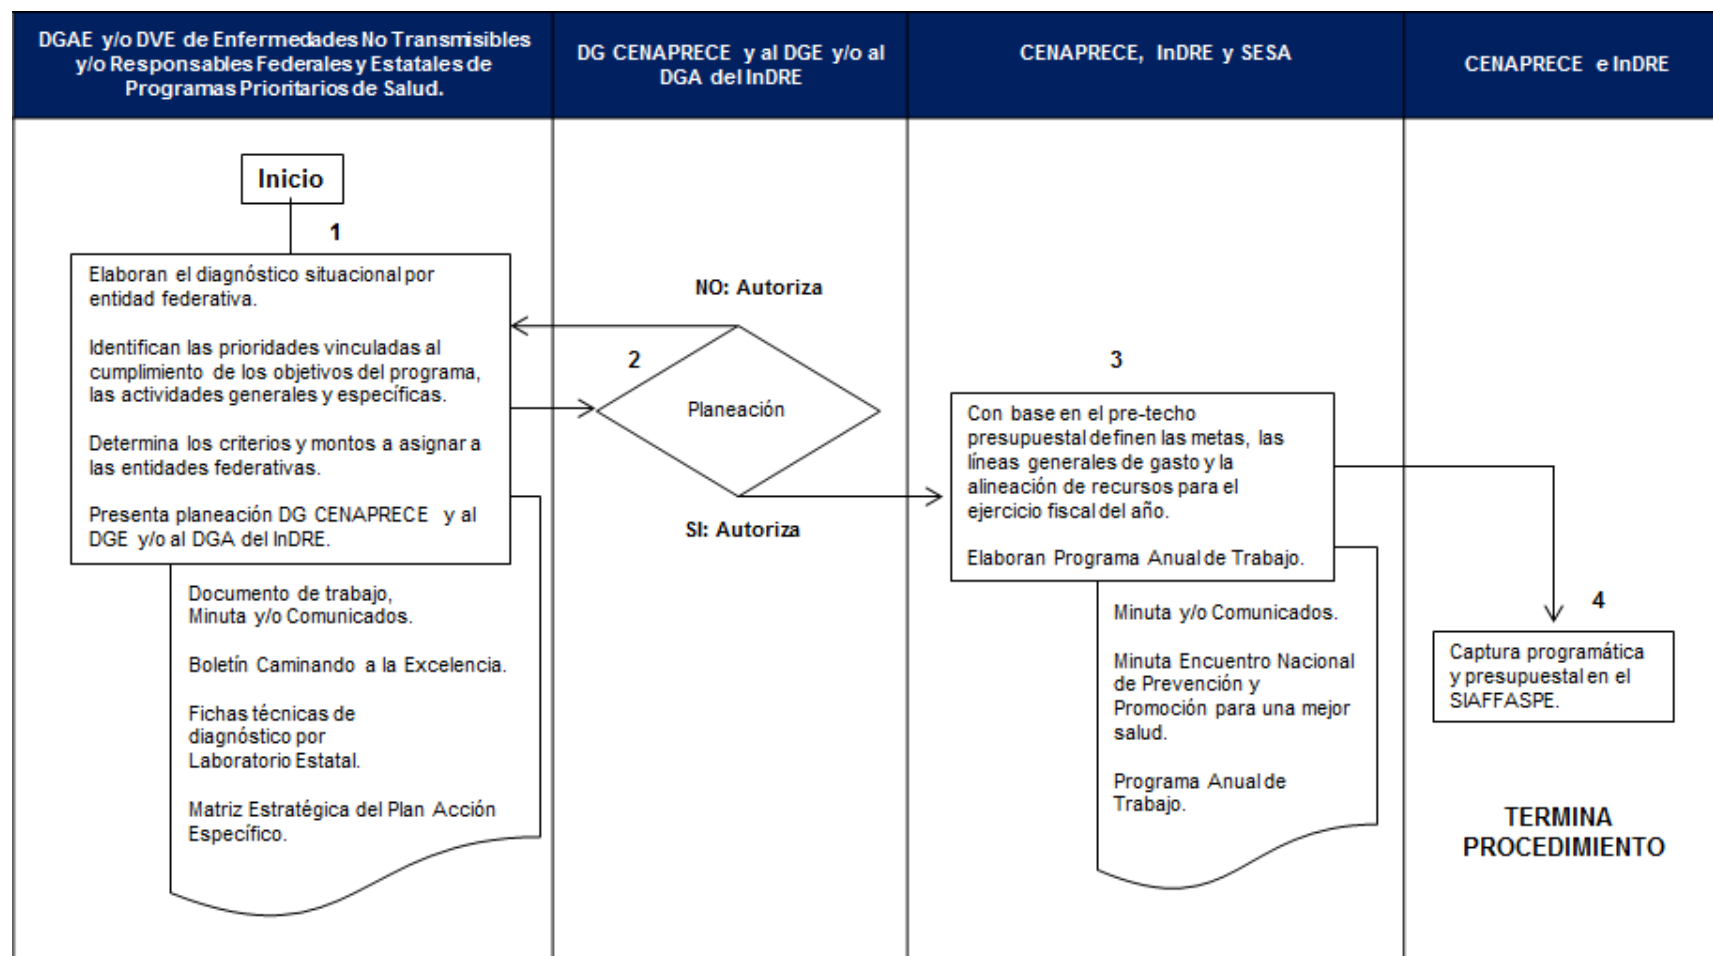 DGAE y/o DVE de Enfermedades No Transmisibles
y/o Responsables Federales y Estatales de
Programas Prioritarios de Salud.
DG CENAPRECE y al DGE y/o al
DGA del InDRE
CENAPRECE, InDRE y SESA
CENAPRECE e InDRE
Inicio
1
Elaboran el diagnóstico situacional por
entidad federativa.
Identifican las prioridades vinculadas al
cumplimiento de los objetivos del programa,
las actividades generales y específicas.
Determina los criterios y montos a asignar a
las entidades federativas.
Presenta planeación DG CENAPRECE y al
DGE y/o al DGA del InDRE.
Documento de trabajo,
Minuta y/o Comunicados.
Boletín Caminando a la Excelencia.
Fichas técnicas de
diagnóstico por
Laboratorio Estatal.
Matriz Estratégica del Plan Acción
Específico.
NO: Autoriza
2
Planeación
SI: Autoriza
3
Con base en el pre-techo
presupuestal definen las metas, las
líneas generales de gasto y la
alineación de recursos para el
ejercicio fiscal del año.
Elaboran Programa Anual de Trabajo.
Minuta y/o Comunicados.
Minuta Encuentro Nacional
de Prevención y
Promoción para una mejor
salud.
Programa Anual de
Trabajo.
4
Captura programática
y presupuestal en el
SIAFFASPE.
TERMINA
PROCEDIMIENTO